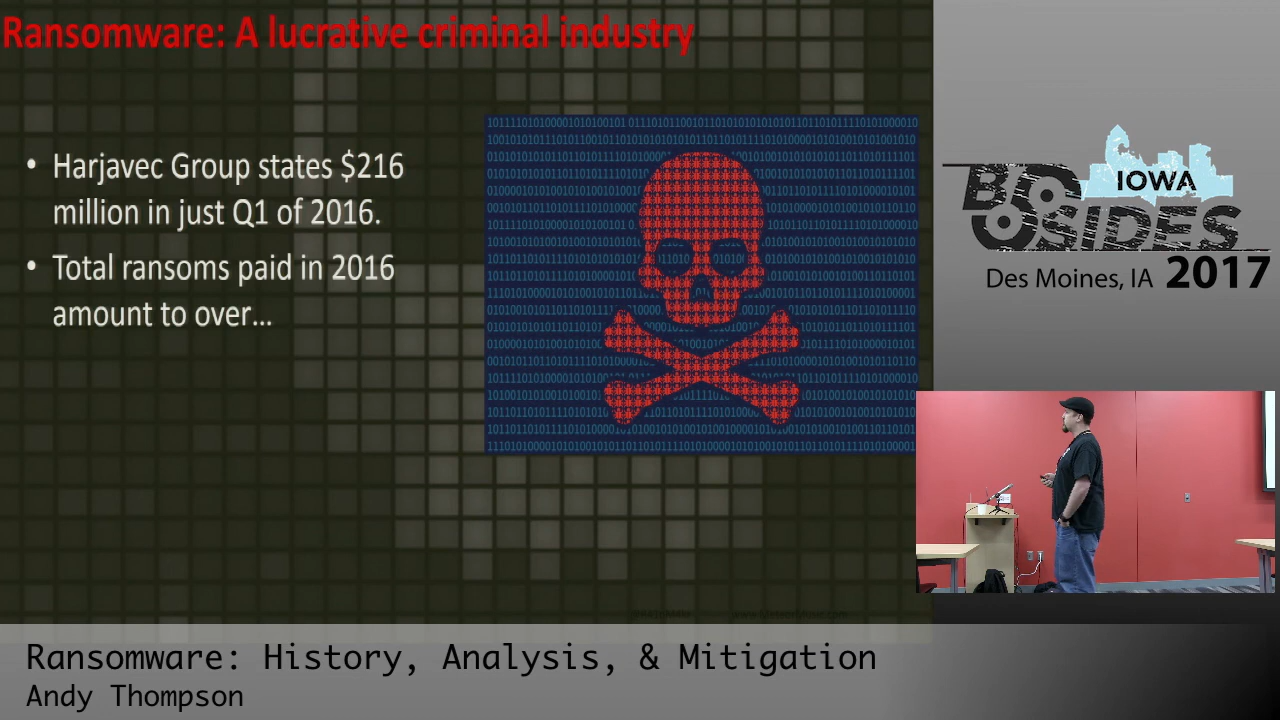 Ransomware: A lucrative criminal industry
• Harjavec Group states $216
million in just Q1 of 2016.
• Total ransoms paid in 2016
amount to over...
IOWA
BSIDES
Des Moines, IA 2017
Ransomware: History, Analysis, & Mitigation
Andy Thompson